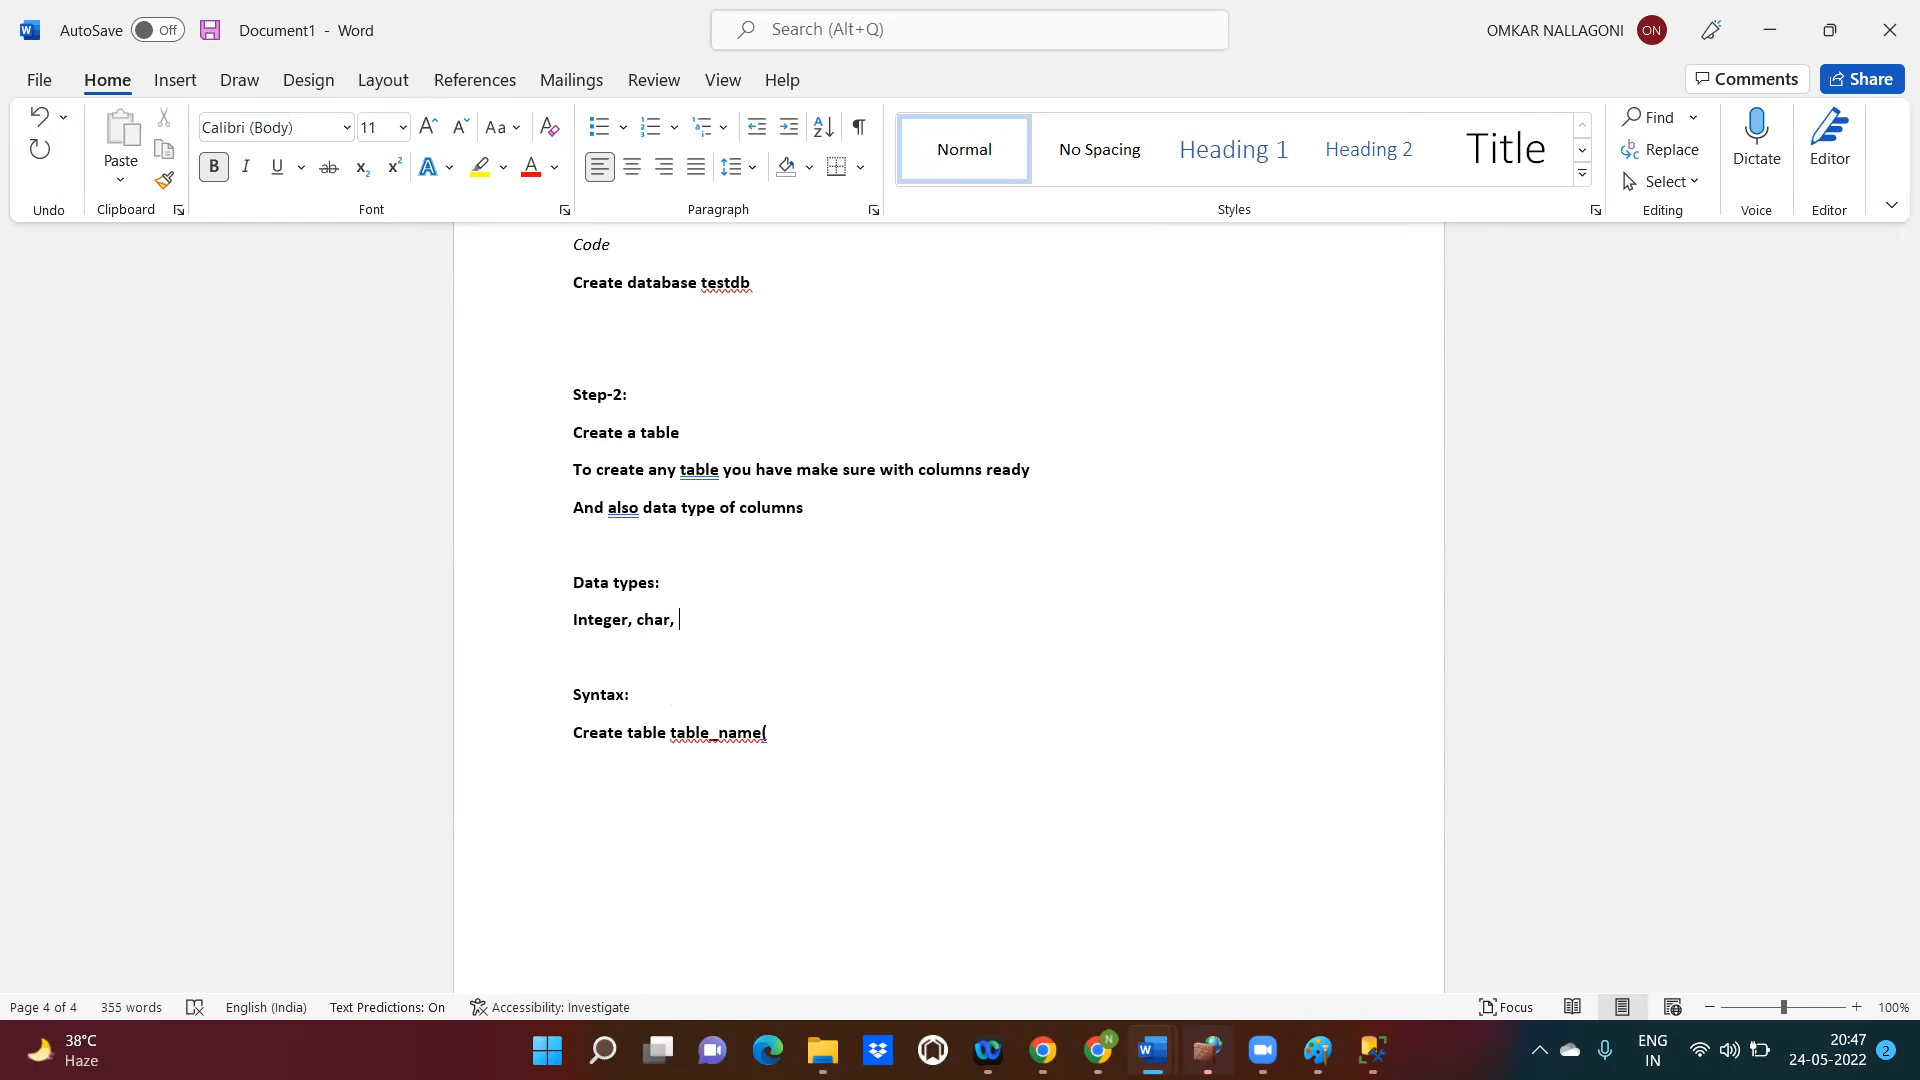 AutoSave Off Document1 - Word Search (Alt+Q) OMKAR NALLAGONI ON
File Home Insert Draw Design Layout References Mailings Review View Help Comments Share
Calibri (Body) 11 Aa Normal No Spacing Heading 1 Heading 2 Title Find
Paste B I U ab x₂ x² A A Replace Dictate Editor
Select
Undo Clipboard Font Paragraph Styles Editing Voice Editor
Code
Create database testdb
Step-2:
Create a table
To create any table you have make sure with columns ready
And also data type of columns
Data types:
Integer, char,
Syntax:
Create table table_name(
Page 4 of 4 355 words English (India) Text Predictions: On Accessibility: Investigate Focus 100%
38°C
Haze
ENG
IN
20:47
24-05-2022
2